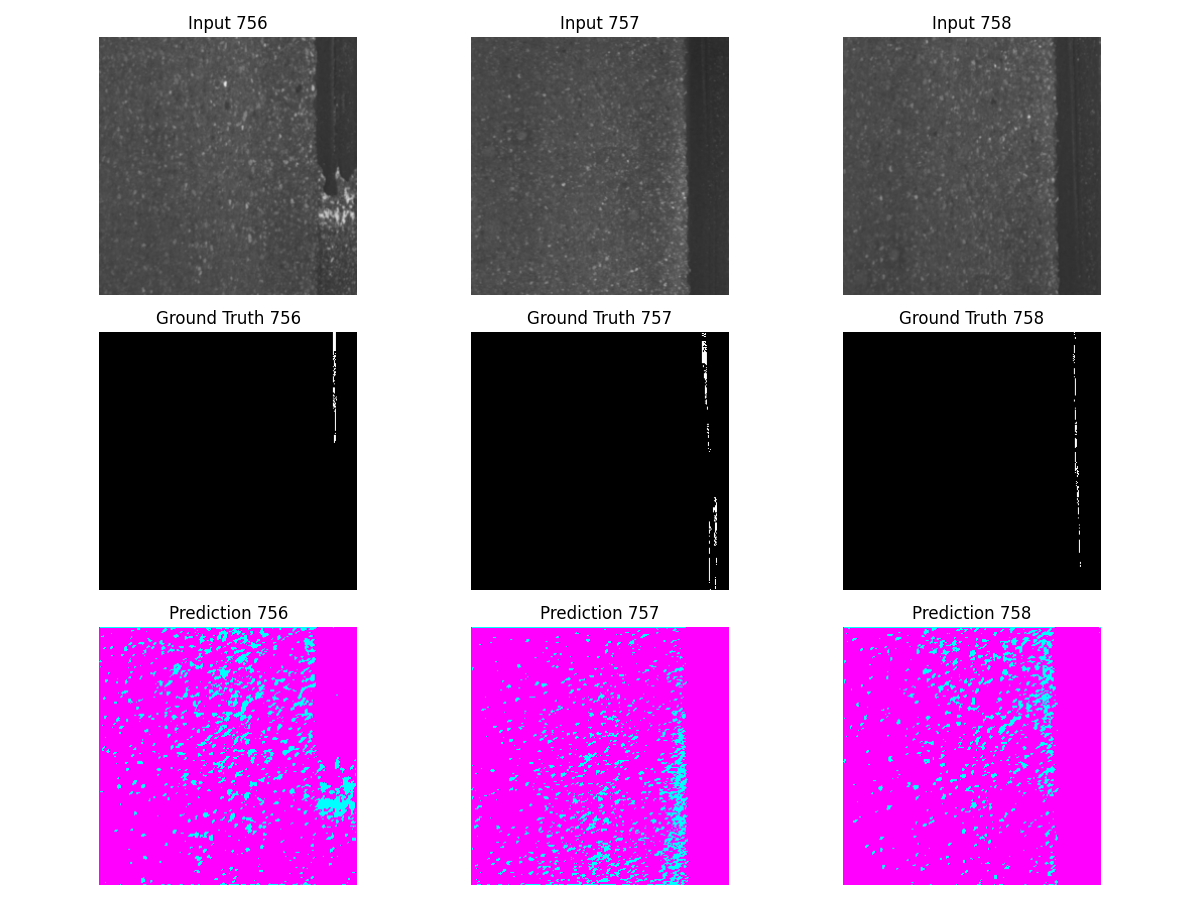 Input 756
Input 757
Input 758
Ground Truth 756
Ground Truth 757
Ground Truth 758
Prediction 756
Prediction 757
Prediction 758